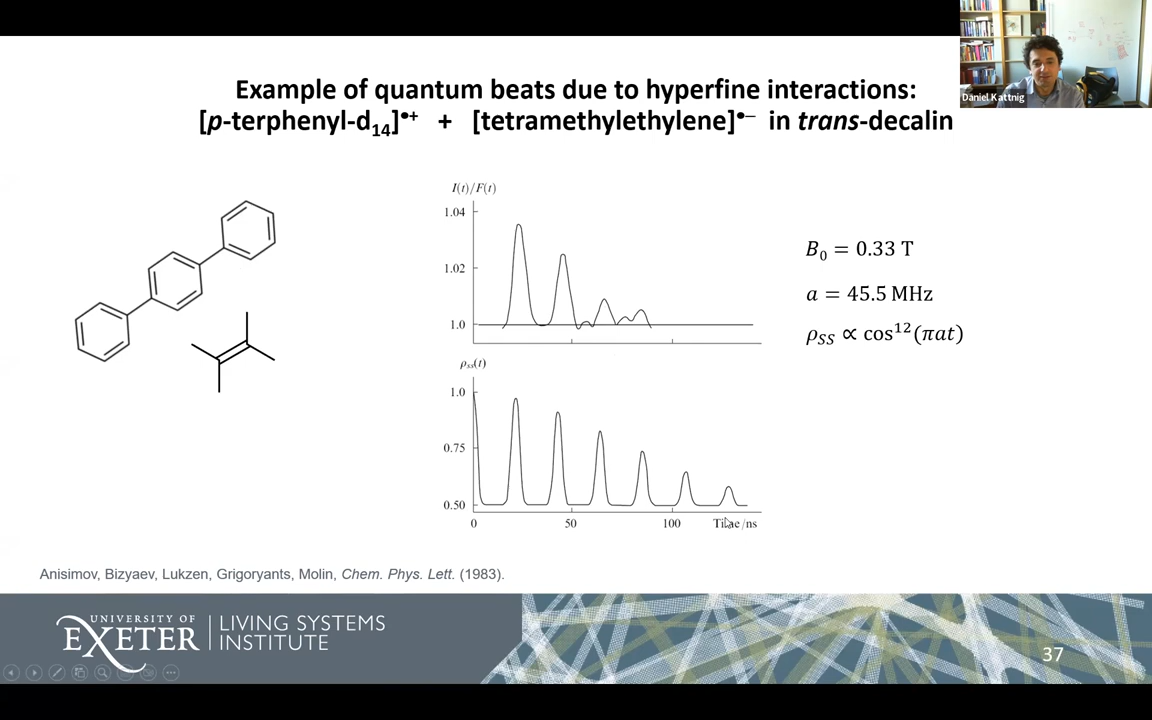 Daniel Kattnig
Example of quantum beats due to hyperfine interactions:
[p-terphenyl-d₁₄]•⁺ + [tetramethylethylene]•⁻ in trans-decalin
I(t)/F(t)
1.04
1.02
1.0
B₀ = 0.33 T
a = 45.5 MHz
ρ_SS ∝ cos¹²(πat)
ρ_ss(t)
1.0
0.75
0.50
0 50 100 Time/ns
Anisimov, Bizyaev, Lukzen, Grigoryants, Molin, Chem. Phys. Lett. (1983).
UNIVERSITY OF
EXETER
LIVING SYSTEMS
INSTITUTE
37